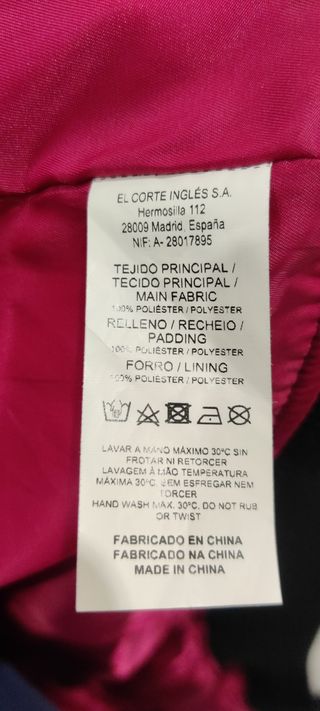 EL CORTE INGLÉS S.A.
Hermosilla 112
28009 Madrid. España
NIF: A- 28017895
TEJIDO PRINCIPAL /
TECIDO PRINCIPAL /
MAIN FABRIC
100% POLIÉSTER / POLYESTER
RELLENO / RECHEIO /
PADDING
100% POLIÉSTER / POLYESTER
FORRO / LINING
100% POLIÉSTER / POLYESTER
LAVAR A MANO MÁXIMO 30ºC SIN
FROTAR NI RETORCER
LAVAGEM À MÃO TEMPERATURA
MÁXIMA 30ºC. SEM ESFREGAR NEM
TORCER
HAND WASH MAX. 30ºC. DO NOT RUB
OR TWIST
FABRICADO EN CHINA
FABRICADO NA CHINA
MADE IN CHINA